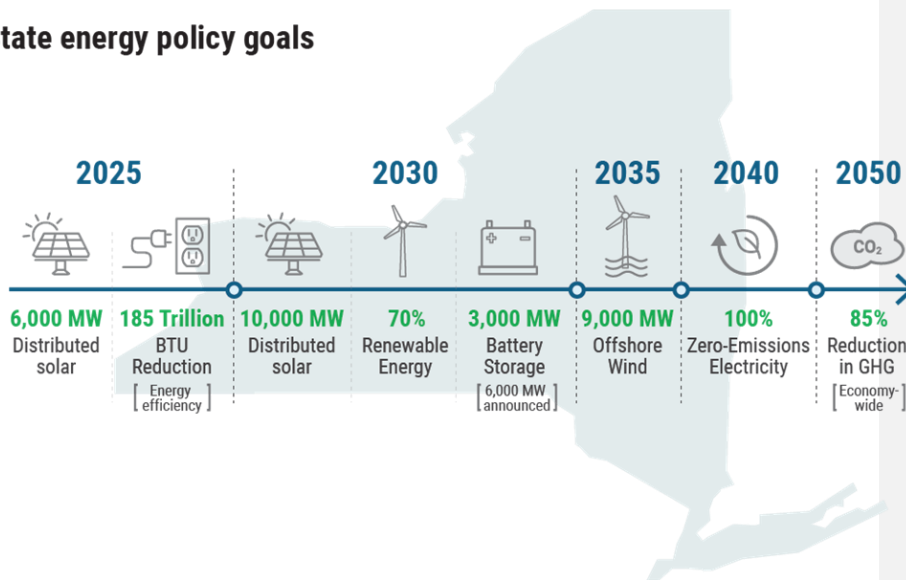 tate energy policy goals
2025
2030
2035
2040
2050
CO₂
6,000 MW
Distributed
solar
185 Trillion
BTU
Reduction
[Energy
efficiency]
10,000 MW
Distributed
solar
70%
Renewable
Energy
3,000 MW
Battery
Storage
[6,000 MW
announced]
9,000 MW
Offshore
Wind
100%
Zero-Emissions
Electricity
85%
Reduction
in GHG
[Economy-
wide]